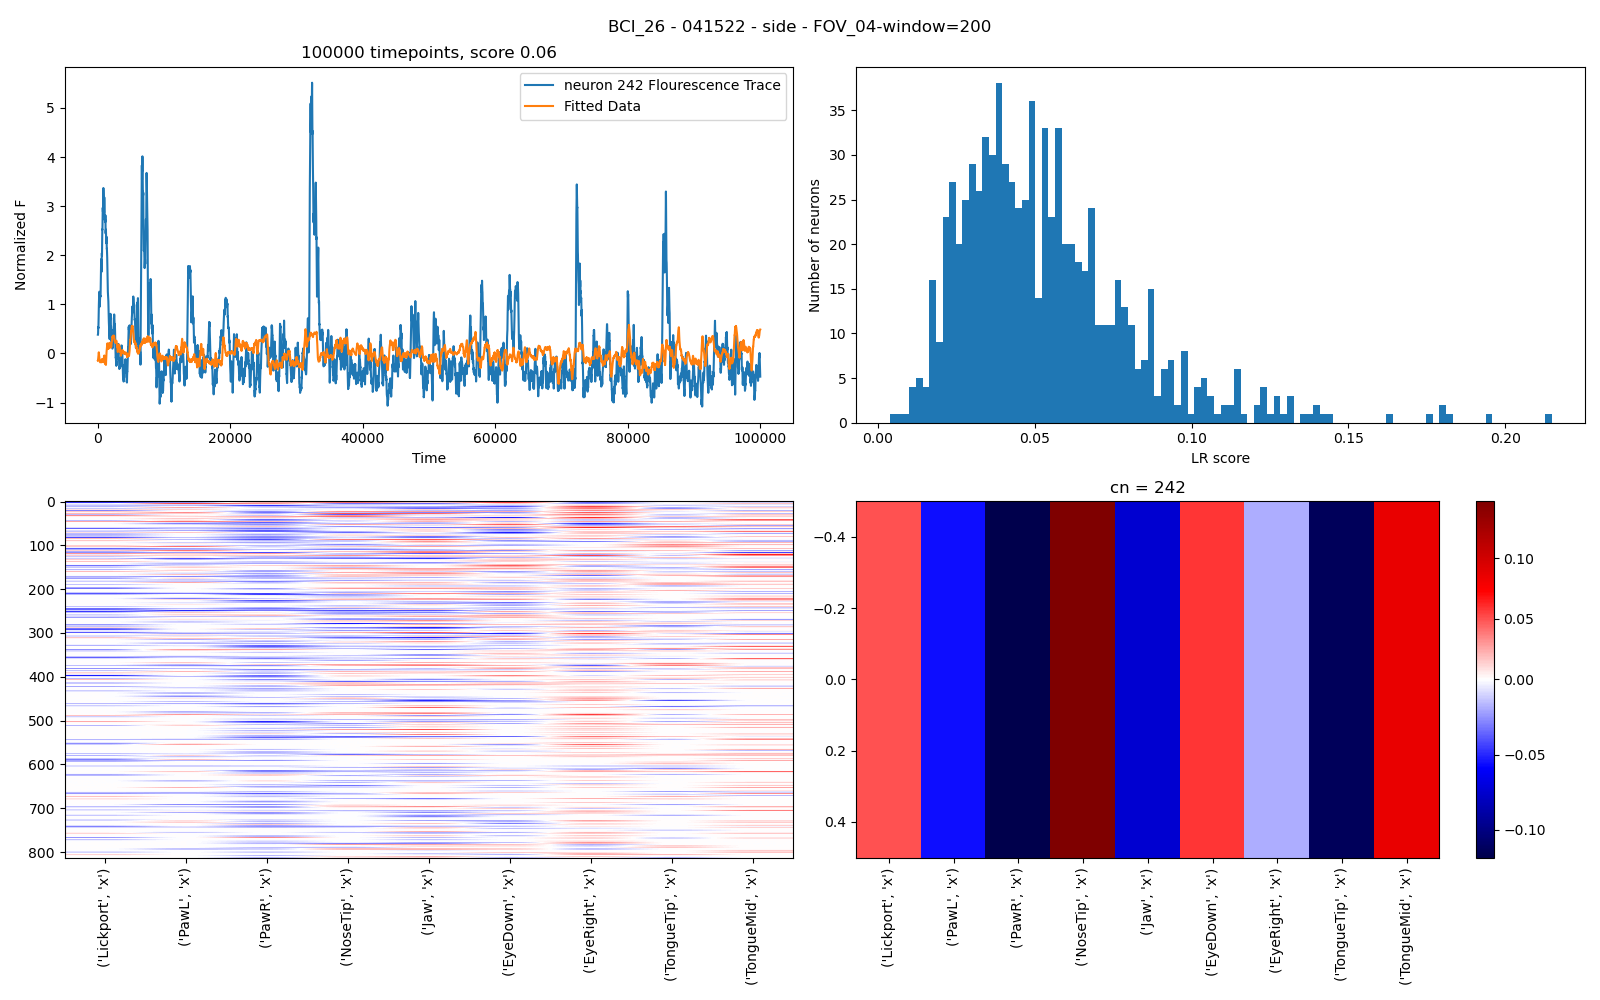 BCI_26 - 041522 - side - FOV_04-window=200
100000 timepoints, score 0.06
neuron 242 Flourescence Trace
Fitted Data
Normalized F
5
4
3
2
1
0
−1
0
20000
40000
60000
80000
100000
Time
Number of neurons
35
30
25
20
15
10
5
0
0.00
0.05
0.10
0.15
0.20
LR score
0
100
200
300
400
500
600
700
800
('Lickport', 'x')
('PawL', 'x')
('PawR', 'x')
('NoseTip', 'x')
('Jaw', 'x')
('EyeDown', 'x')
('EyeRight', 'x')
('TongueTip', 'x')
('TongueMid', 'x')
cn = 242
−0.4
−0.2
0.0
0.2
0.4
('Lickport', 'x')
('PawL', 'x')
('PawR', 'x')
('NoseTip', 'x')
('Jaw', 'x')
('EyeDown', 'x')
('EyeRight', 'x')
('TongueTip', 'x')
('TongueMid', 'x')
0.10
0.05
0.00
−0.05
−0.10